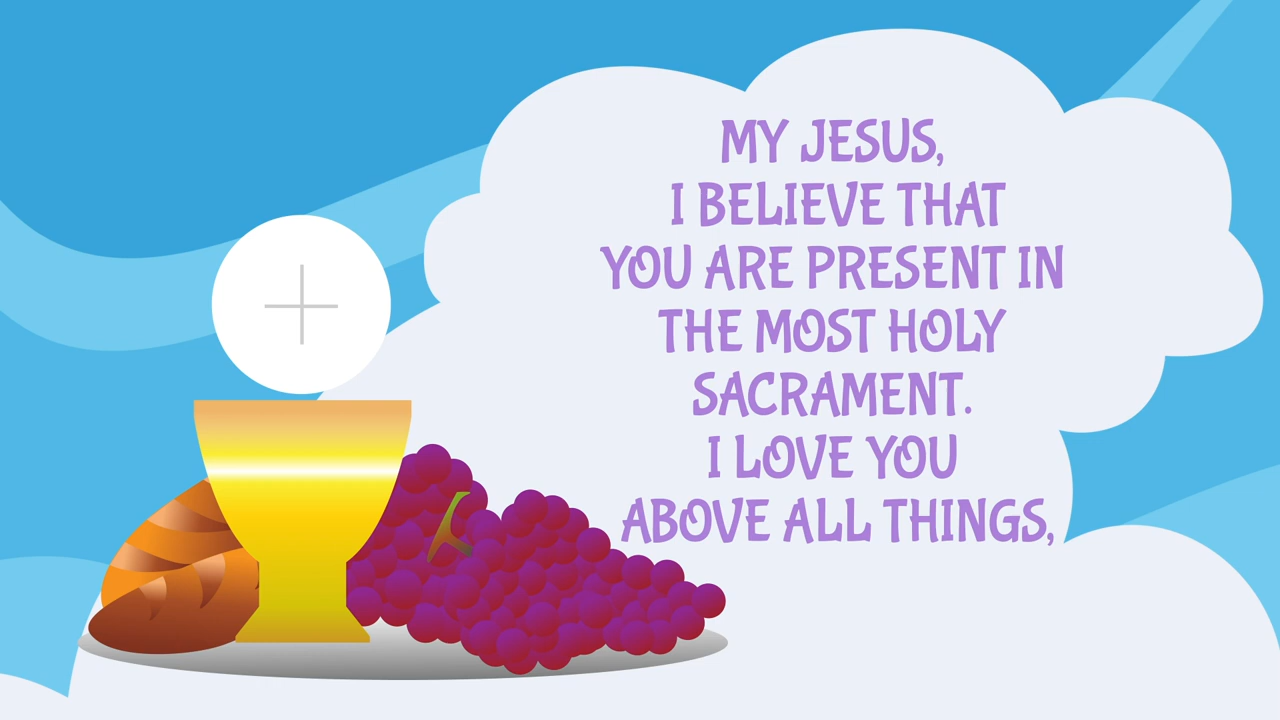 MY JESUS,
I BELIEVE THAT
YOU ARE PRESENT IN
THE MOST HOLY
SACRAMENT.
I LOVE YOU
ABOVE ALL THINGS,